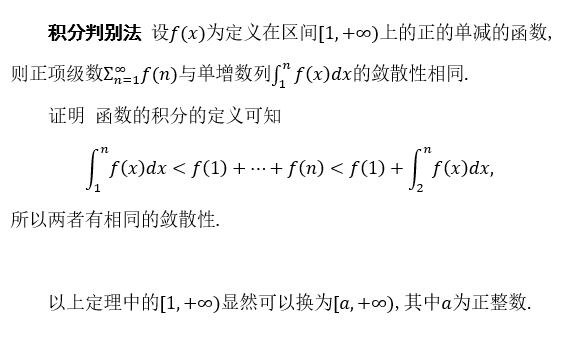 积分判别法 设f(x)为定义在区间[1,+∞)上的正的单减的函数,
则正项级数Σ_{n=1}^{∞}f(n)与单增数列∫_1^n f(x)dx的敛散性相同.
证明 函数的积分的定义可知
∫_1^n f(x)dx < f(1) + ⋯ + f(n) < f(1) + ∫_2^n f(x)dx,
所以两者有相同的敛散性.
以上定理中的[1,+∞)显然可以换为[a,+∞), 其中a为正整数.